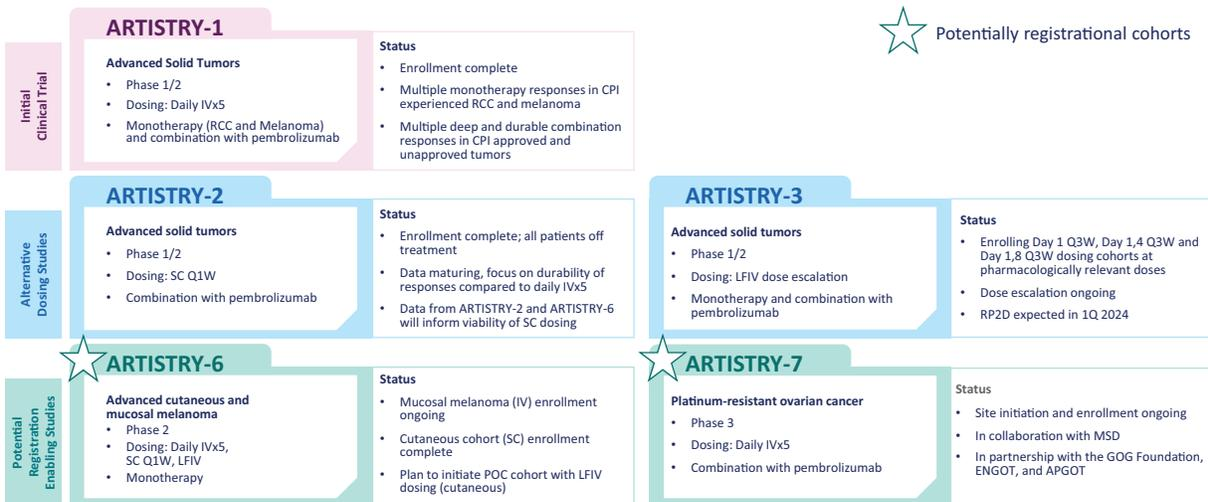 ARTISTRY-1
Potentially registrational cohorts
Initial
Clinical Trial
Advanced Solid Tumors
• Phase 1/2
• Dosing: Daily IVx5
• Monotherapy (RCC and Melanoma)
and combination with pembrolizumab
Status
• Enrollment complete
• Multiple monotherapy responses in CPI
experienced RCC and melanoma
• Multiple deep and durable combination
responses in CPI approved and
unapproved tumors
Alternative
Dosing Studies
ARTISTRY-2
Advanced solid tumors
• Phase 1/2
• Dosing: SC Q1W
• Combination with pembrolizumab
Status
• Enrollment complete; all patients off
treatment
• Data maturing, focus on durability of
responses compared to daily IVx5
• Data from ARTISTRY-2 and ARTISTRY-6
will inform viability of SC dosing
ARTISTRY-3
Advanced solid tumors
• Phase 1/2
• Dosing: LFIV dose escalation
• Monotherapy and combination with
pembrolizumab
Status
• Enrolling Day 1 Q3W, Day 1,4 Q3W and
Day 1,8 Q3W dosing cohorts at
pharmacologically relevant doses
• Dose escalation ongoing
• RP2D expected in 1Q 2024
Potential
Registration
Enabling Studies
ARTISTRY-6
Advanced cutaneous and
mucosal melanoma
• Phase 2
• Dosing: Daily IVx5,
SC Q1W, LFIV
• Monotherapy
Status
• Mucosal melanoma (IV) enrollment
ongoing
• Cutaneous cohort (SC) enrollment
complete
• Plan to initiate POC cohort with LFIV
dosing (cutaneous)
ARTISTRY-7
Platinum-resistant ovarian cancer
• Phase 3
• Dosing: Daily IVx5
• Combination with pembrolizumab
Status
• Site initiation and enrollment ongoing
• In collaboration with MSD
• In partnership with the GOG Foundation,
ENGOT, and APGOT